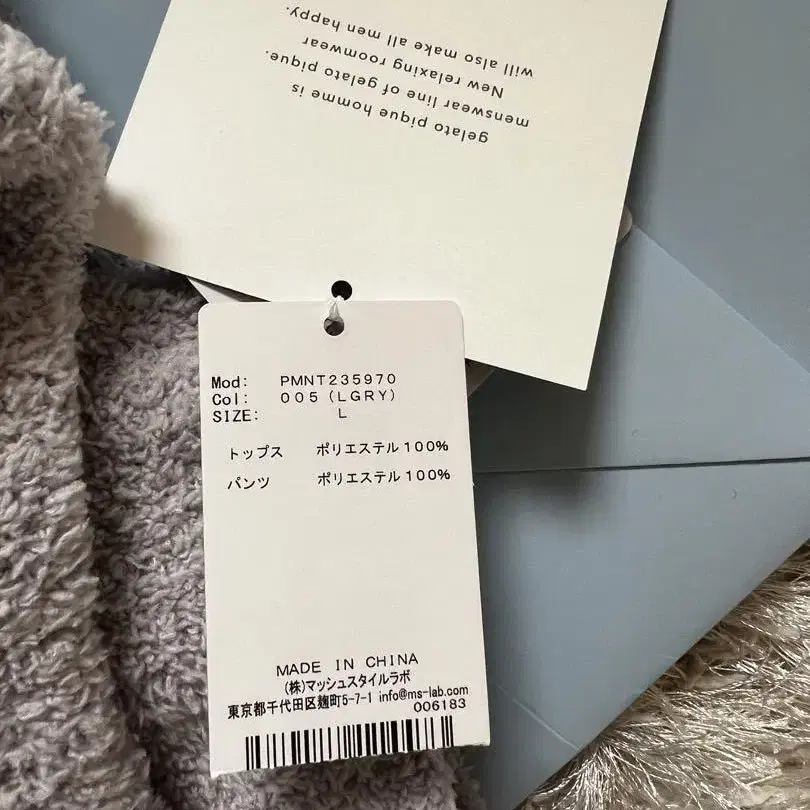 gelato pique homme is
menswear line of gelato pique.
New relaxing roomwear
will also make all men happy.
Mod: PMNT235970
Col: 005(LGRY)
SIZE: L
トップス ポリエステル100%
パンツ ポリエステル100%
MADE IN CHINA
(株)マッシュスタイルラボ
東京都千代田区麹町5-7-1 info@ms-lab.com
006183